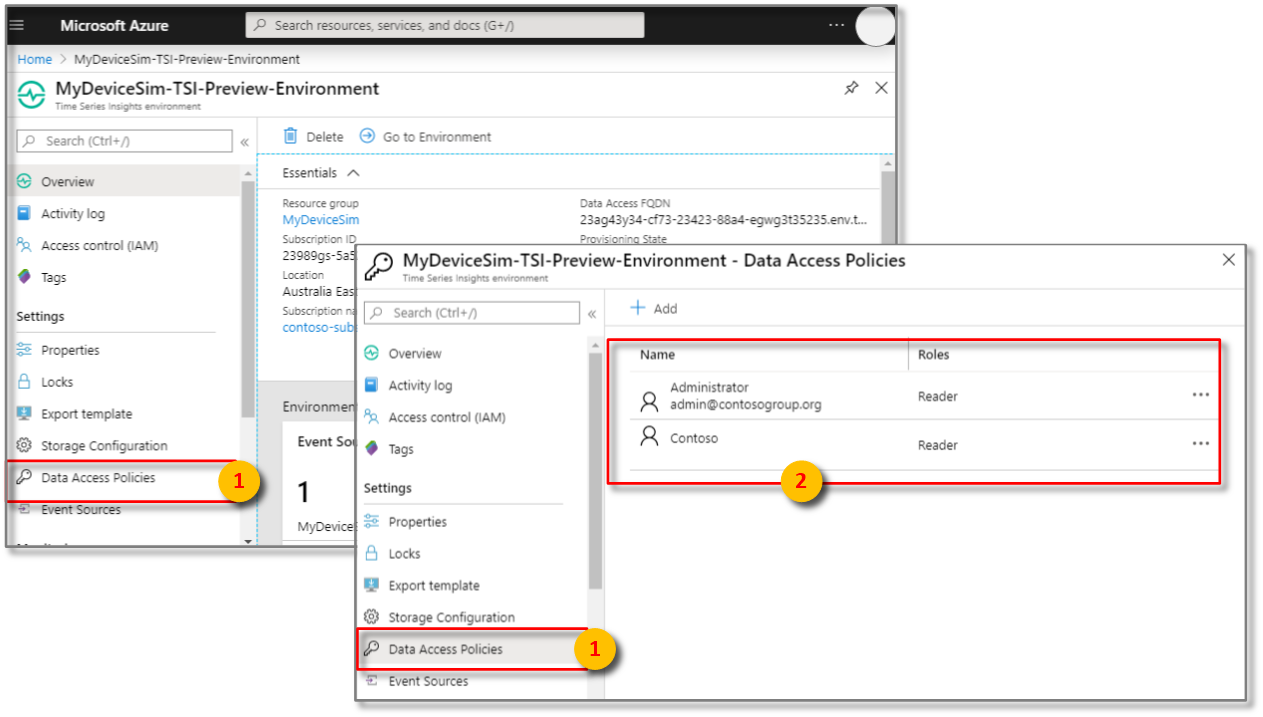 Microsoft Azure
Search resources, services, and docs (G+/)
...
Home > MyDeviceSim-TSI-Preview-Environment
MyDeviceSim-TSI-Preview-Environment
Time Series Insights environment
Search (Ctrl+/)
«
Delete
Go to Environment
Overview
Activity log
Access control (IAM)
Tags
Settings
Properties
Locks
Export template
Storage Configuration
Data Access Policies
1
Event Sources
Essentials
Resource group
MyDeviceSim
Subscription ID
23989gs-5a5
Location
Australia Eas
Subscription na
contoso-sub
Data Access FQDN
23ag43y34-cf73-23423-88a4-egwg3t35235.env.t...
Provisioning State
Environmen
Event Sou
1
MyDevice
MyDeviceSim-TSI-Preview-Environment - Data Access Policies
Time Series Insights environment
Search (Ctrl+/)
«
Overview
Activity log
Access control (IAM)
Tags
Settings
Properties
Locks
Export template
Storage Configuration
Data Access Policies
1
Event Sources
+ Add
Name Roles
Administrator
admin@contosogroup.org
Reader
...
Contoso
Reader
...
2